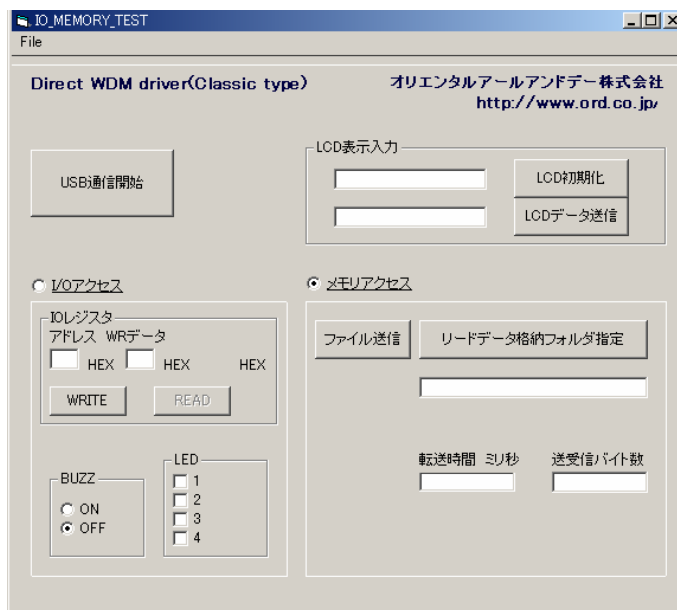 IO_MEMORY_TEST
File
Direct WDM driver(Classic type)
オリエンタルアールアンドデー株式会社
http://www.ord.co.jp/
USB通信開始
LCD表示入力
LCD初期化
LCDデータ送信
I/Oアクセス
メモリアクセス
IOレジスタ
アドレス WRデータ
HEX HEX HEX
WRITE READ
ファイル送信 リードデータ格納フォルダ指定
転送時間 ミリ秒 送受信バイト数
BUZZ
ON
OFF
LED
1
2
3
4